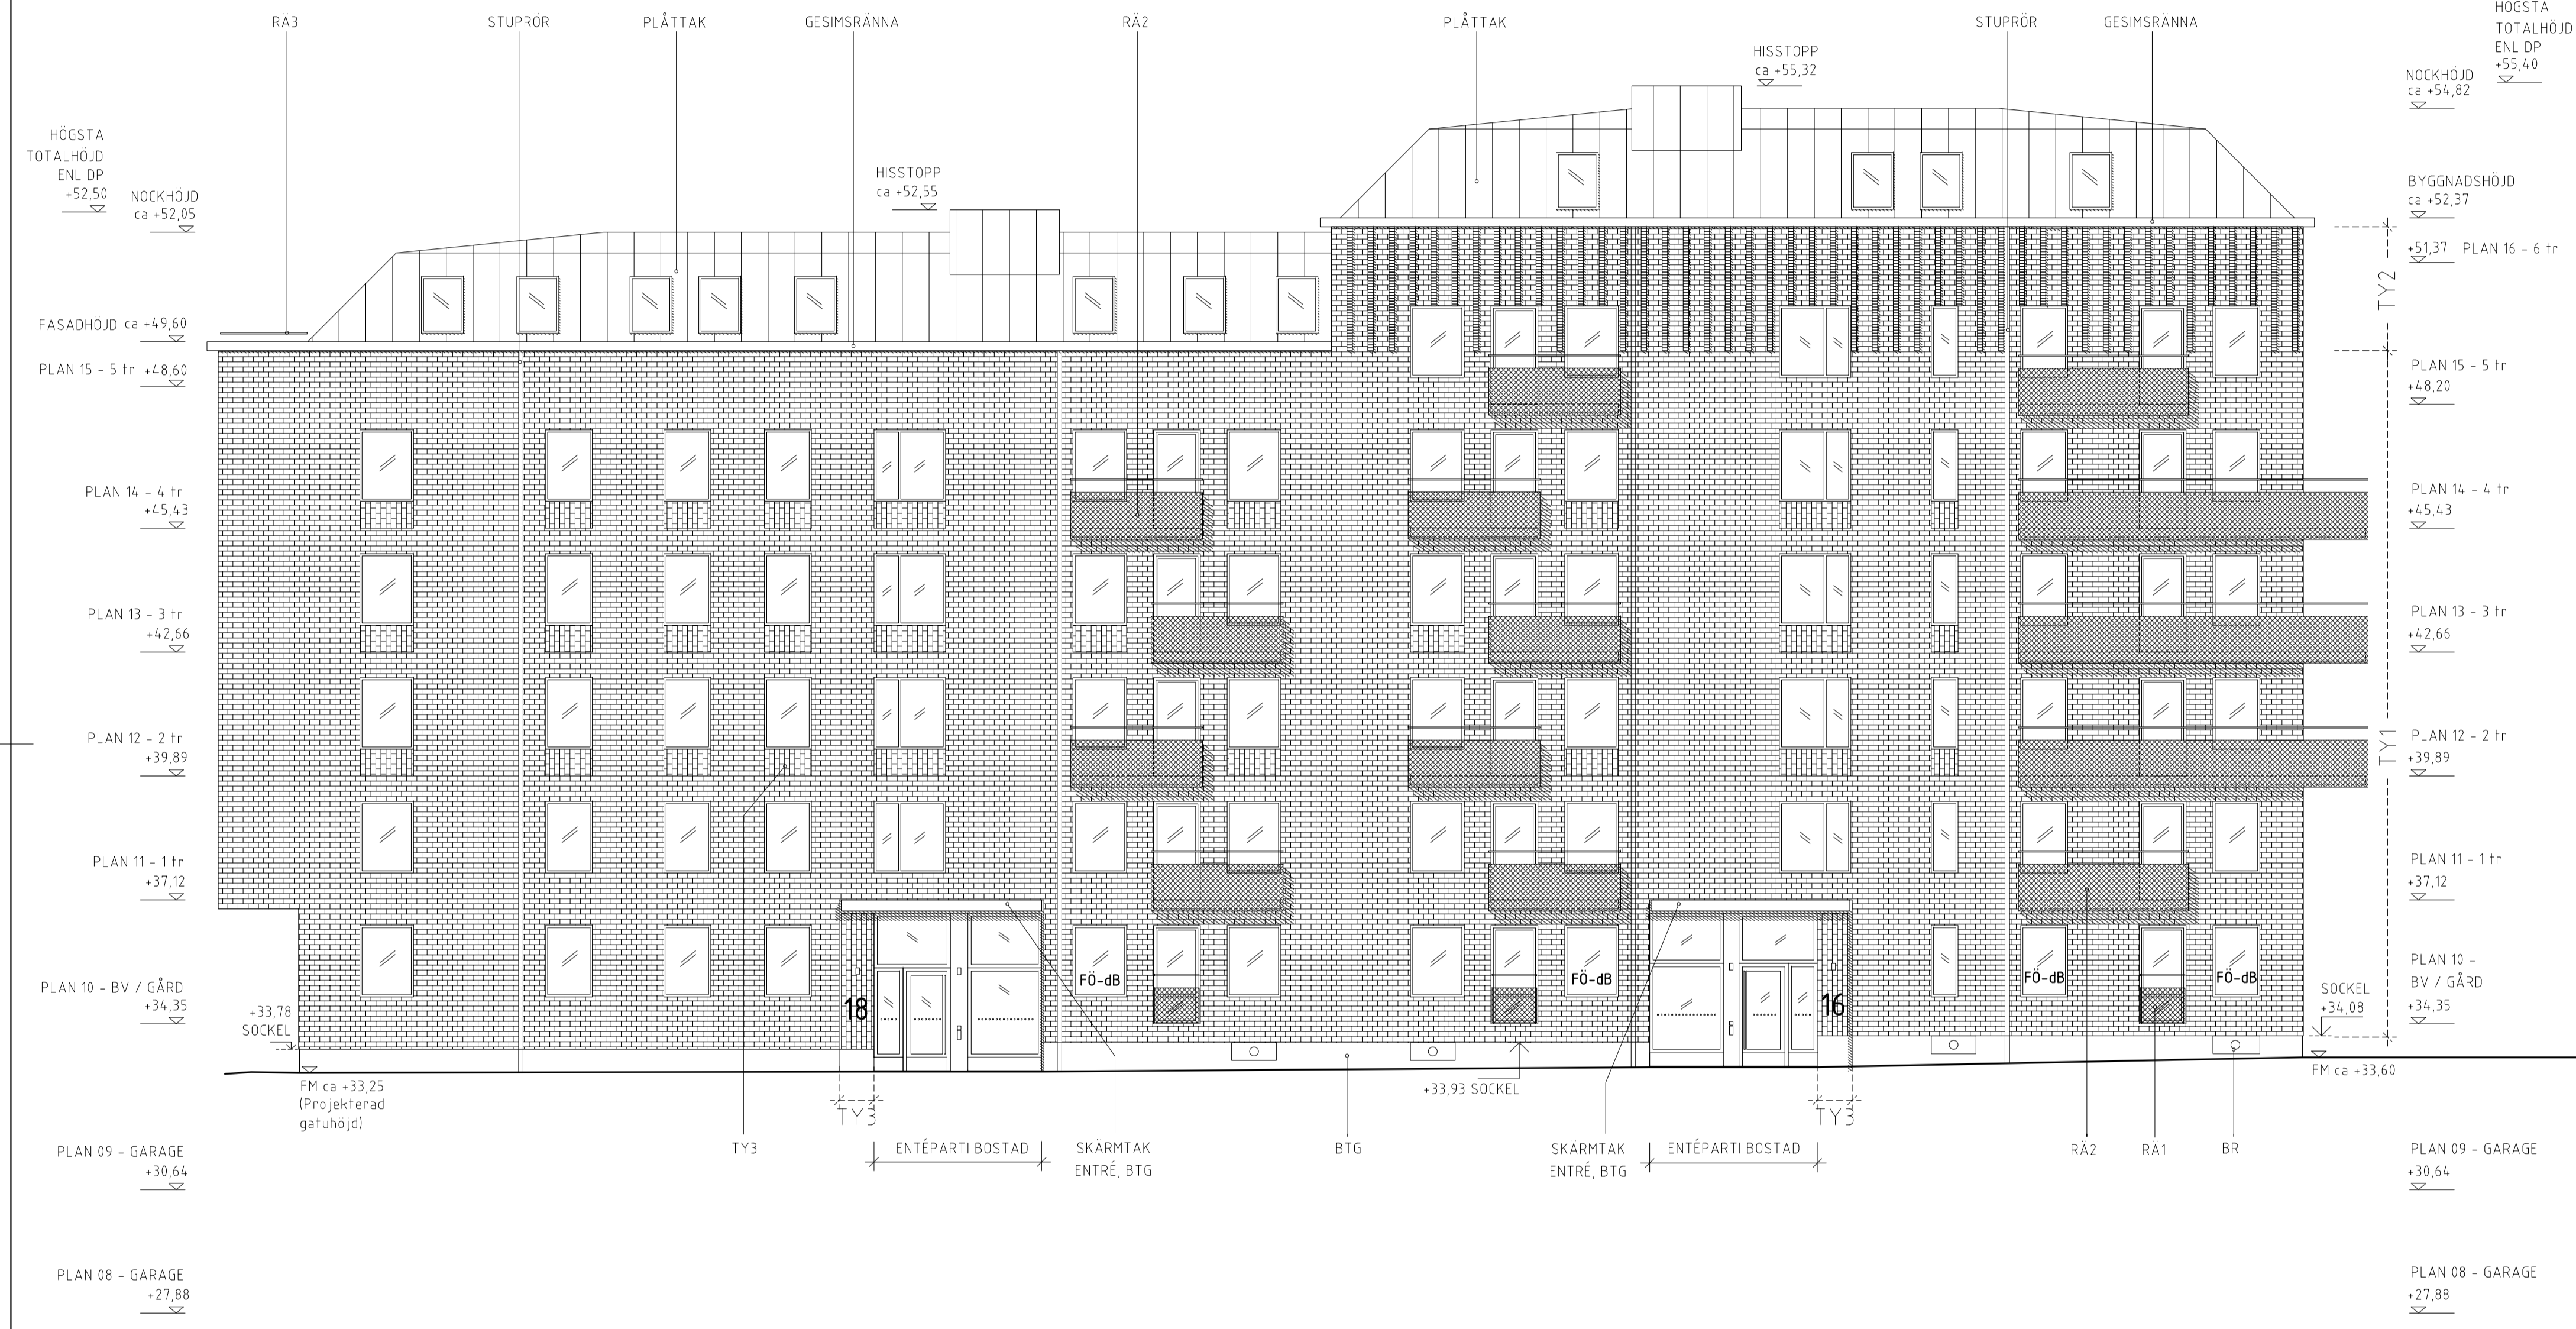 RÄ3
STUPRÖR
PLÅTTAK
GESIMSRÄNNA
RÄ2
PLÅTTAK
STUPRÖR
GESIMSRÄNNA
HÖGSTA
TOTALHÖJD
ENL DP
+55,40
HISSTOPP
ca +55,32
NOCKHÖJD
ca +54,82
HÖGSTA
TOTALHÖJD
ENL DP
+52,50
NOCKHÖJD
ca +52,05
HISSTOPP
ca +52,55
BYGGNADSHÖJD
ca +52,37
+51,37 PLAN 16 - 6 tr
TY2
FASADHÖJD ca +49,60
PLAN 15 - 5 tr +48,60
PLAN 15 - 5 tr
+48,20
PLAN 14 - 4 tr
+45,43
PLAN 14 - 4 tr
+45,43
PLAN 13 - 3 tr
+42,66
PLAN 13 - 3 tr
+42,66
PLAN 12 - 2 tr
+39,89
PLAN 12 - 2 tr
+39,89
TY1
PLAN 11 - 1 tr
+37,12
PLAN 11 - 1 tr
+37,12
PLAN 10 - BV / GÅRD
+34,35
+33,78
SOCKEL
18
FÖ-dB
FÖ-dB
16
FÖ-dB
FÖ-dB
SOCKEL
+34,08
PLAN 10 -
BV / GÅRD
+34,35
FM ca +33,25
(Projekterad
gatuhöjd)
+33,93 SOCKEL
FM ca +33,60
TY3
TY3
TY3
ENTÉPARTI BOSTAD
SKÄRMTAK
ENTRÉ, BTG
BTG
SKÄRMTAK
ENTRÉ, BTG
ENTÉPARTI BOSTAD
RÄ2
RÄ1
BR
PLAN 09 - GARAGE
+30,64
PLAN 09 - GARAGE
+30,64
PLAN 08 - GARAGE
+27,88
PLAN 08 - GARAGE
+27,88